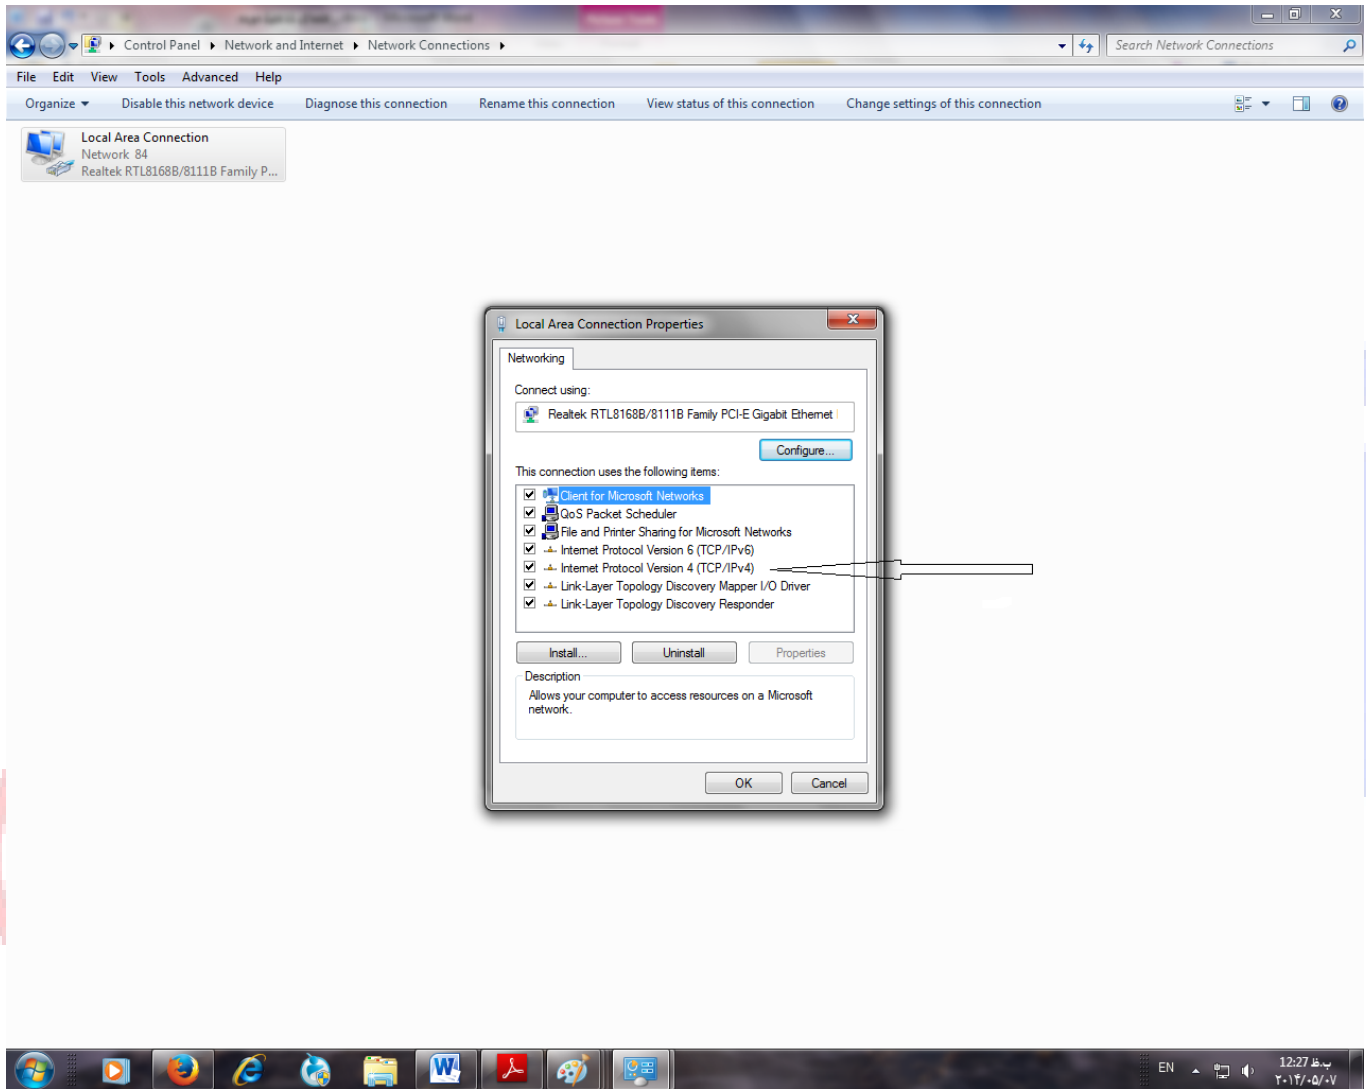 Control Panel Network and Internet Network Connections
Search Network Connections
File Edit View Tools Advanced Help
Organize Disable this network device Diagnose this connection Rename this connection View status of this connection Change settings of this connection
Local Area Connection
Network 84
Realtek RTL8168B/8111B Family P...
Local Area Connection Properties
Networking
Connect using:
Realtek RTL8168B/8111B Family PCI-E Gigabit Ethernet
Configure...
This connection uses the following items:
Client for Microsoft Networks
QoS Packet Scheduler
File and Printer Sharing for Microsoft Networks
Internet Protocol Version 6 (TCP/IPv6)
Internet Protocol Version 4 (TCP/IPv4)
Link-Layer Topology Discovery Mapper I/O Driver
Link-Layer Topology Discovery Responder
Install... Uninstall Properties
Description
Allows your computer to access resources on a Microsoft
network.
OK Cancel
EN
12:27 ب.ظ
۲۰۱۴/۰۵/۰۷